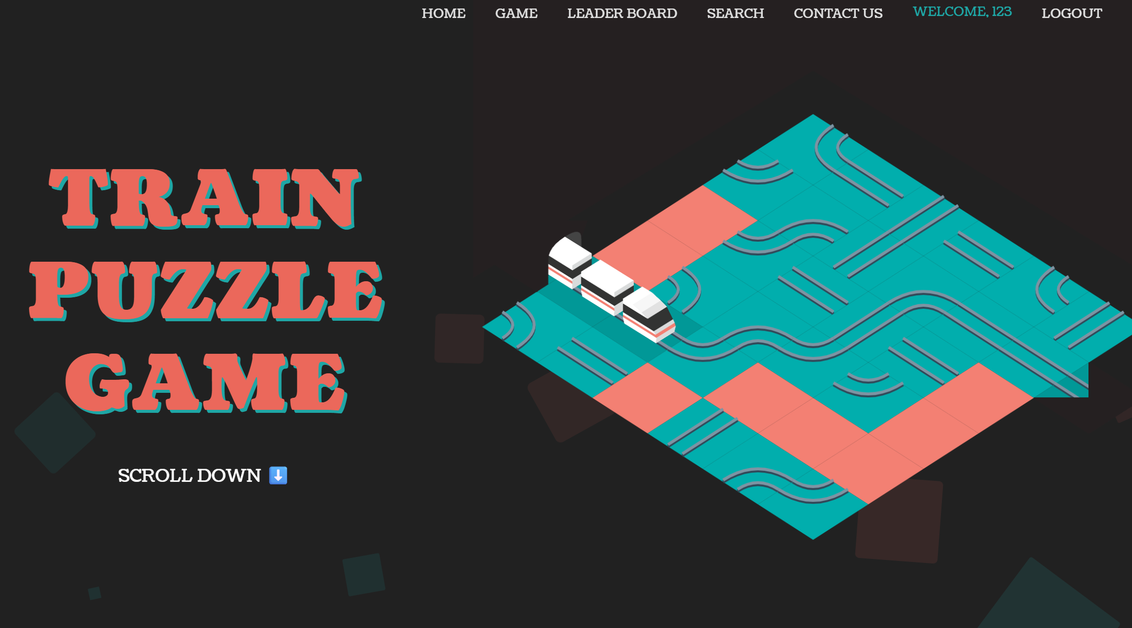 HOME GAME LEADER BOARD SEARCH CONTACT US WELCOME, 123 LOGOUT
TRAIN
PUZZLE
GAME
SCROLL DOWN ⬇️